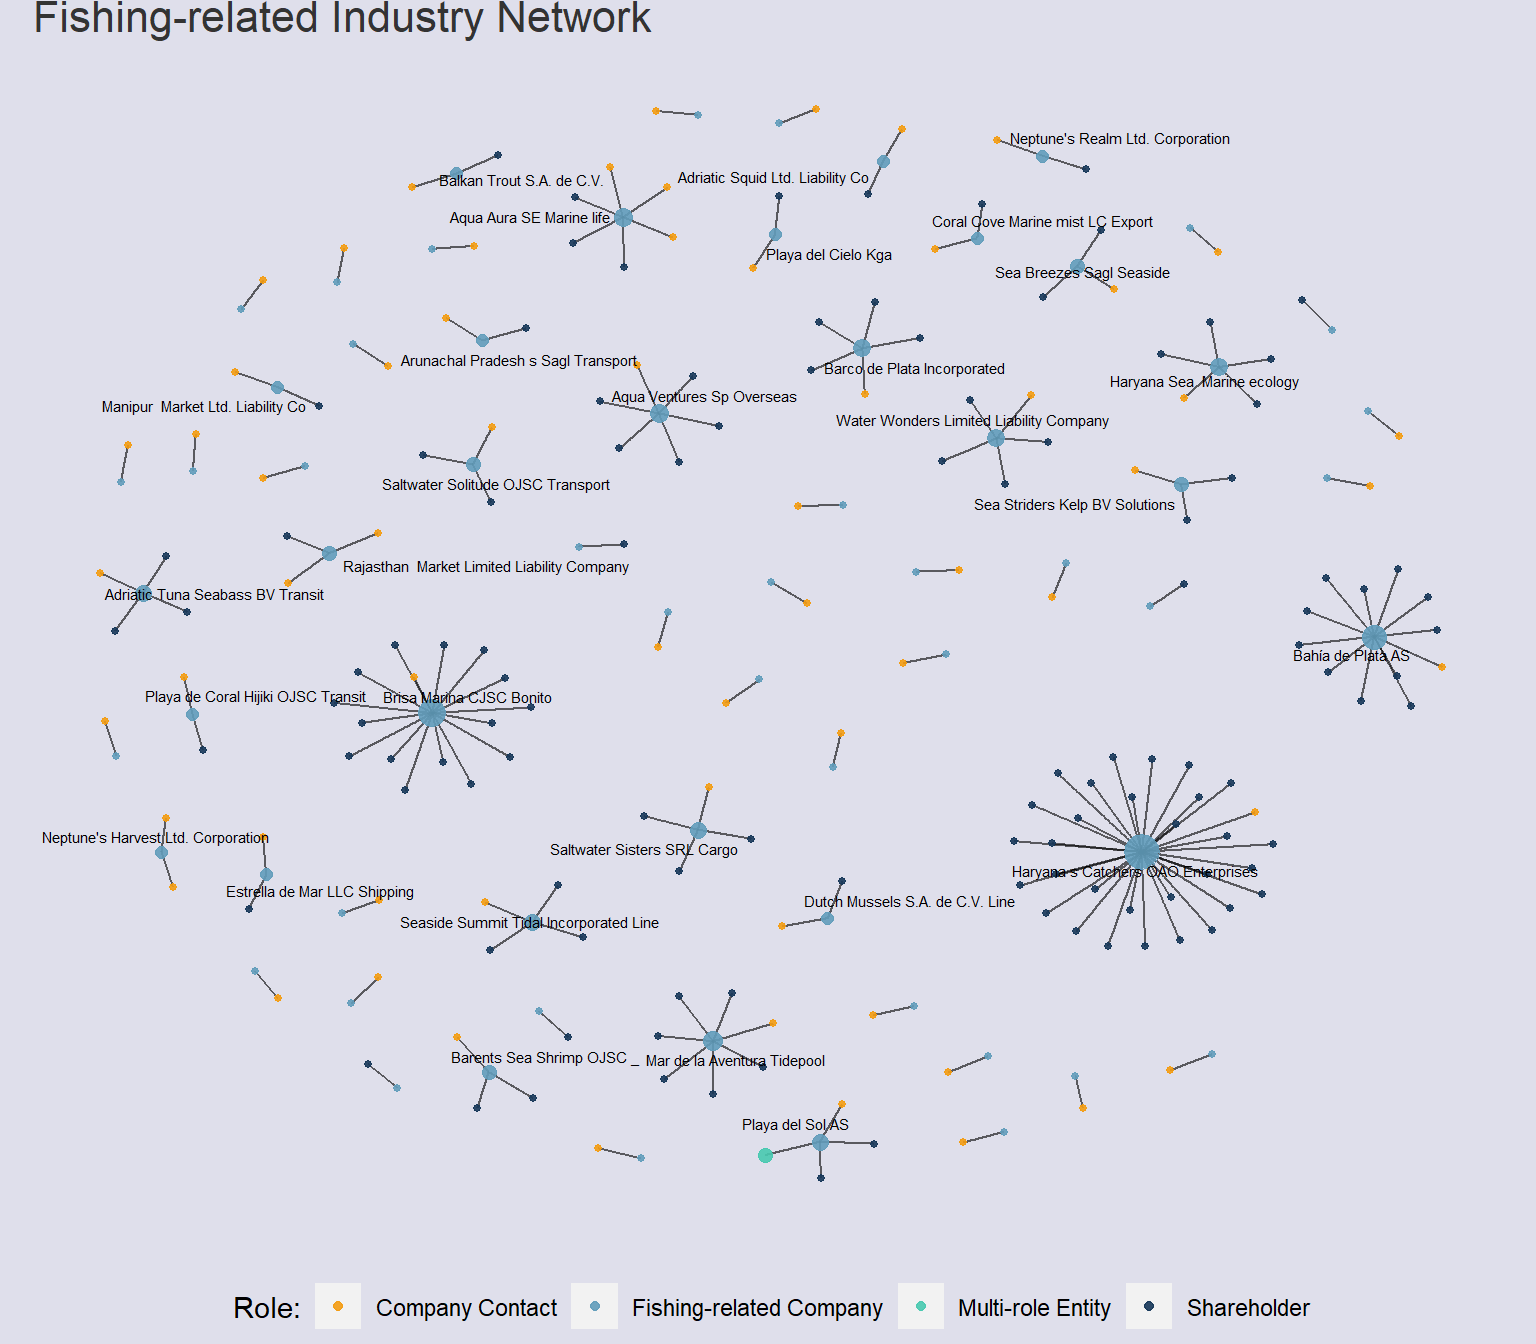 Fishing-related Industry Network
Neptune's Realm Ltd. Corporation
Balkan Trout S.A. de C.V.
Adriatic Squid Ltd. Liability Co
Aqua Aura SE Marine life
Coral Cove Marine mist LC Export
Playa del Cielo Kga
Sea Breezes Sagl Seaside
Arunachal Pradesh s Sagl Transport
Barco de Plata Incorporated
Haryana Sea  Marine ecology
Aqua Ventures Sp Overseas
Manipur  Market Ltd. Liability Co
Water Wonders Limited Liability Company
Saltwater Solitude OJSC Transport
Sea Striders Kelp BV Solutions
Rajasthan  Market Limited Liability Company
Adriatic Tuna Seabass BV Transit
Bahía de Plata AS
Playa de Coral Hijiki OJSC Transit
Brisa Marina CJSC Bonito
Neptune's Harvest Ltd. Corporation
Saltwater Sisters SRL Cargo
Haryana s Catchers OAO Enterprises
Estrella de Mar LLC Shipping
Dutch Mussels S.A. de C.V. Line
Seaside Summit Tidal Incorporated Line
Barents Sea Shrimp OJSC _ Mar de la Aventura Tidepool
Playa del Sol AS
Role: Company Contact Fishing-related Company Multi-role Entity Shareholder